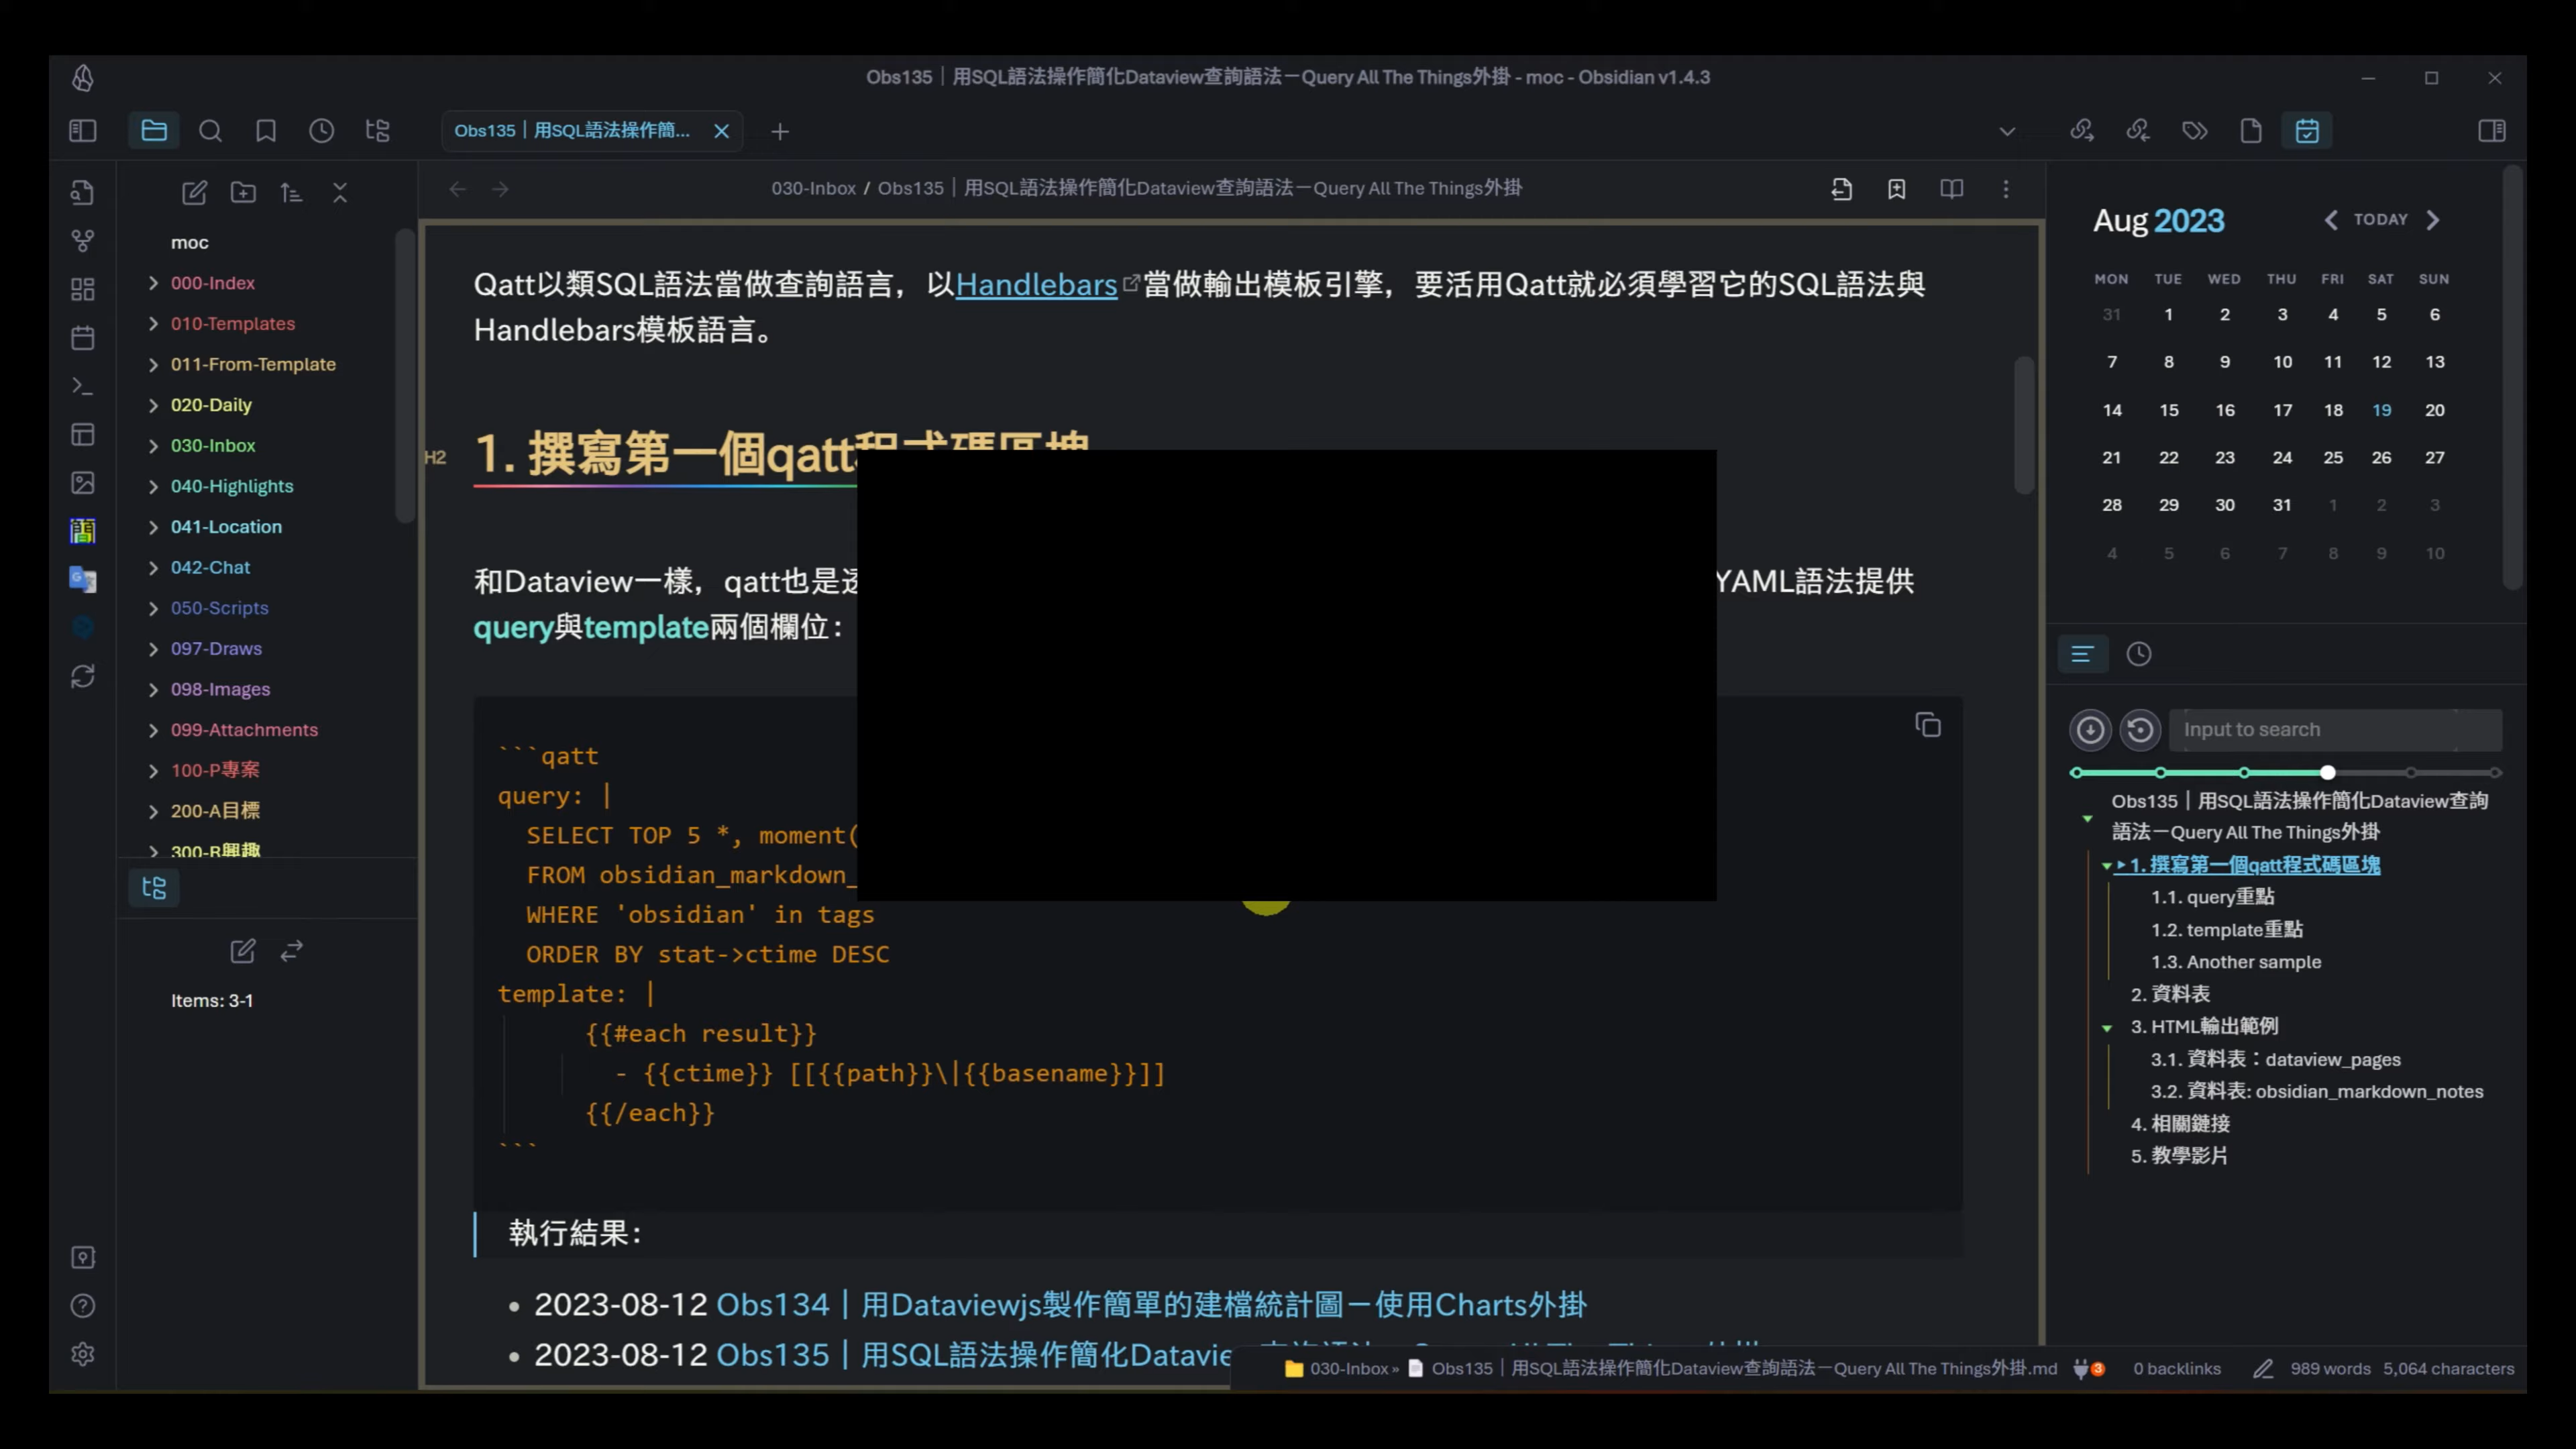 Obs135｜用SQL語法操作簡化Dataview查詢語法－Query All The Things外掛 - moc - Obsidian v1.4.3
Obs135｜用SQL語法操作簡...
030-Inbox / Obs135｜用SQL語法操作簡化Dataview查詢語法－Query All The Things外掛
moc
000-Index
010-Templates
011-From-Template
020-Daily
030-Inbox
040-Highlights
041-Location
042-Chat
050-Scripts
097-Draws
098-Images
099-Attachments
100-P專案
200-A目標
300-R興趣
Items: 3-1
簡
Qatt以類SQL語法當做查詢語言，以Handlebars當做輸出模板引擎，要活用Qatt就必須學習它的SQL語法與
Handlebars模板語言。
H2
1. 撰寫第一個qatt程式碼區塊
和Dataview一樣，qatt也是透 YAML語法提供
query與template兩個欄位：
```qatt
query: |
SELECT TOP 5 *, moment(
FROM obsidian_markdown_
WHERE 'obsidian' in tags
ORDER BY stat->ctime DESC
template: |
{{#each result}}
- {{ctime}} [[{{path}}\|{{basename}}]]
{{/each}}
```
執行結果：
2023-08-12 Obs134｜用Dataviewjs製作簡單的建檔統計圖－使用Charts外掛
2023-08-12 Obs135｜用SQL語法操作簡化Dataview
Aug 2023
TODAY
MON TUE WED THU FRI SAT SUN
31 1 2 3 4 5 6
7 8 9 10 11 12 13
14 15 16 17 18 19 20
21 22 23 24 25 26 27
28 29 30 31 1 2 3
4 5 6 7 8 9 10
Input to search
Obs135｜用SQL語法操作簡化Dataview查詢
語法－Query All The Things外掛
1. 撰寫第一個qatt程式碼區塊
1.1. query重點
1.2. template重點
1.3. Another sample
2. 資料表
3. HTML輸出範例
3.1. 資料表：dataview_pages
3.2. 資料表: obsidian_markdown_notes
4. 相關鏈接
5. 教學影片
030-Inbox » Obs135｜用SQL語法操作簡化Dataview查詢語法－Query All The Things外掛.md 3 0 backlinks 989 words 5,064 characters